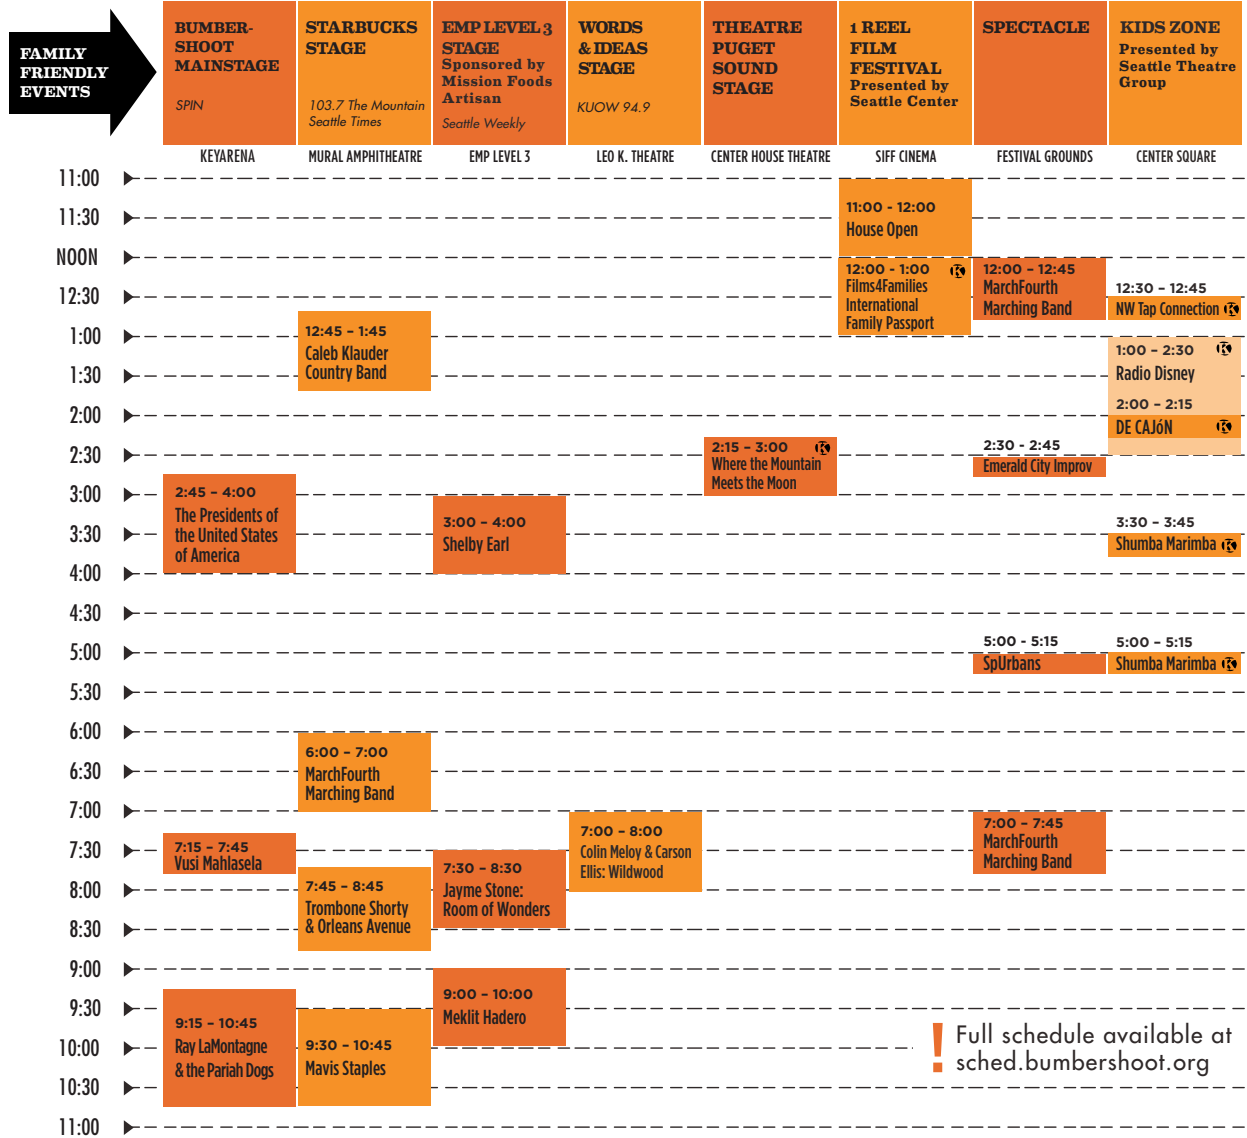 FAMILY
FRIENDLY
EVENTS
BUMBER-
SHOOT
MAINSTAGE
SPIN
STARBUCKS
STAGE
103.7 The Mountain
Seattle Times
EMP LEVEL 3
STAGE
Sponsored by
Mission Foods
Artisan
Seattle Weekly
WORDS
& IDEAS
STAGE
KUOW 94.9
THEATRE
PUGET
SOUND
STAGE
1 REEL
FILM
FESTIVAL
Presented by
Seattle Center
SPECTACLE
KIDS ZONE
Presented by
Seattle Theatre
Group
KEYARENA
MURAL AMPHITHEATRE
EMP LEVEL 3
LEO K. THEATRE
CENTER HOUSE THEATRE
SIFF CINEMA
FESTIVAL GROUNDS
CENTER SQUARE
11:00
11:30
NOON
12:30
1:00
1:30
2:00
2:30
3:00
3:30
4:00
4:30
5:00
5:30
6:00
6:30
7:00
7:30
8:00
8:30
9:00
9:30
10:00
10:30
11:00
2:45 – 4:00
The Presidents of
the United States
of America
7:15 – 7:45
Vusi Mahlasela
9:15 – 10:45
Ray LaMontagne
& the Pariah Dogs
12:45 – 1:45
Caleb Klauder
Country Band
6:00 – 7:00
MarchFourth
Marching Band
7:45 – 8:45
Trombone Shorty
& Orleans Avenue
9:30 – 10:45
Mavis Staples
3:00 – 4:00
Shelby Earl
7:30 – 8:30
Jayme Stone:
Room of Wonders
9:00 – 10:00
Meklit Hadero
7:00 – 8:00
Colin Meloy & Carson
Ellis: Wildwood
2:15 – 3:00 K
Where the Mountain
Meets the Moon
11:00 - 12:00
House Open
12:00 - 1:00 K
Films4Families
International
Family Passport
12:00 – 12:45
MarchFourth
Marching Band
2:30 - 2:45
Emerald City Improv
5:00 - 5:15
SpUrbans
7:00 – 7:45
MarchFourth
Marching Band
12:30 – 12:45
NW Tap Connection K
1:00 – 2:30 K
Radio Disney
2:00 – 2:15
DE CAJóN K
3:30 – 3:45
Shumba Marimba K
5:00 – 5:15
Shumba Marimba K
! Full schedule available at
sched.bumbershoot.org